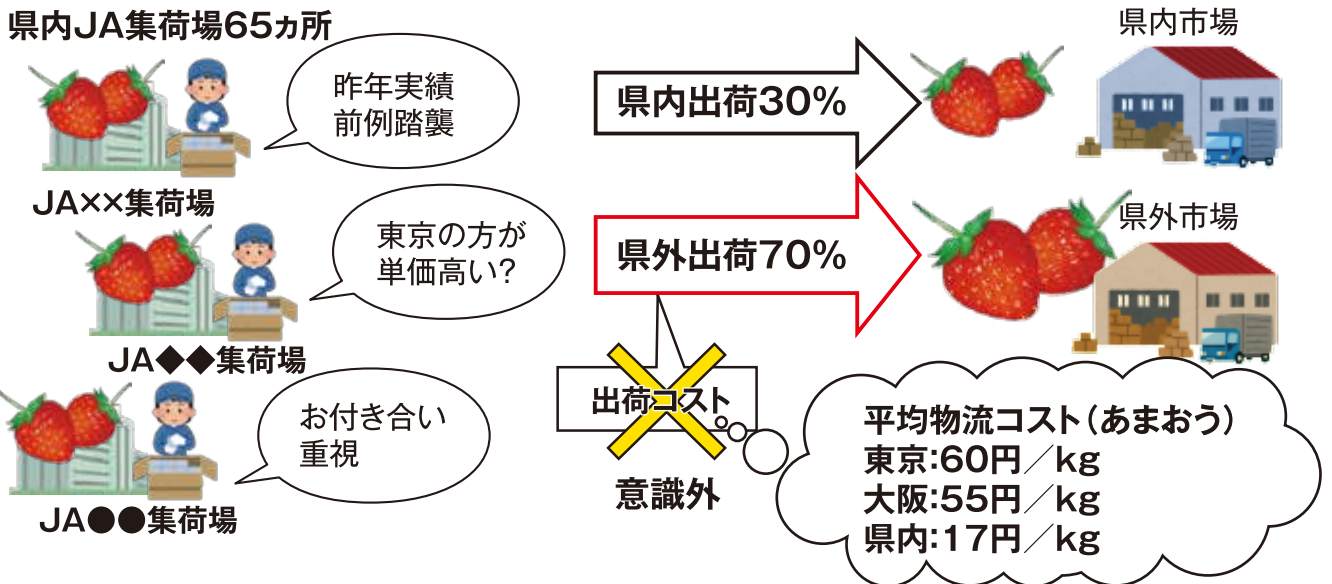 県内JA集荷場65ヵ所
昨年実績
前例踏襲
JA××集荷場
東京の方が
単価高い?
JA◆◆集荷場
お付き合い
重視
JA●●集荷場
県内出荷30%
県内市場
県外出荷70%
県外市場
出荷コスト
意識外
平均物流コスト(あまおう)
東京:60円/kg
大阪:55円/kg
県内:17円/kg